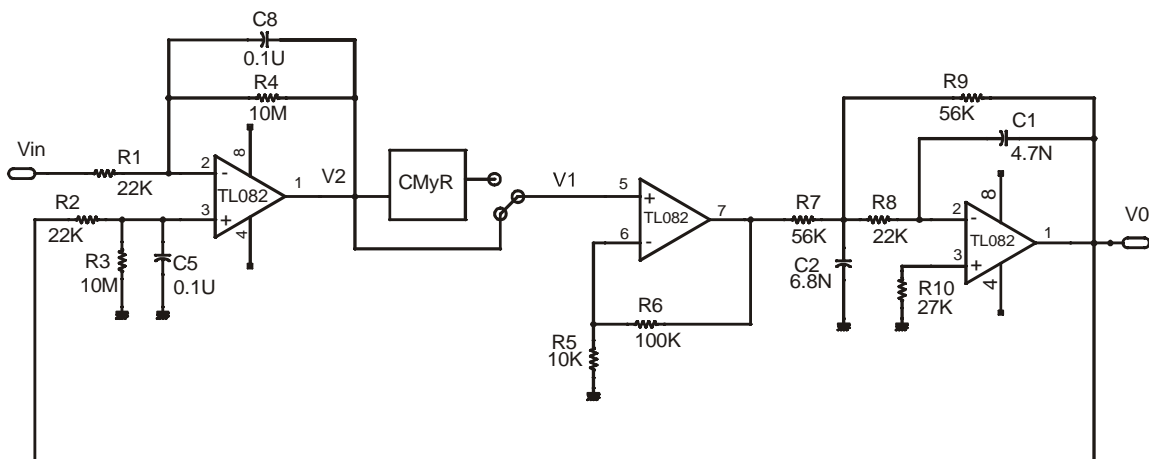 C8
0.1U
R4
10M
R9
56K
C1
4.7N
Vin
R1
22K
2
-
8
1
TL082
3
+
4
V2
CMyR
V1
5
+
TL082
7
6
-
R7
56K
R8
22K
2
-
8
TL082
1
3
+
4
V0
R2
22K
R3
10M
C5
0.1U
C2
6.8N
R10
27K
R6
100K
R5
10K